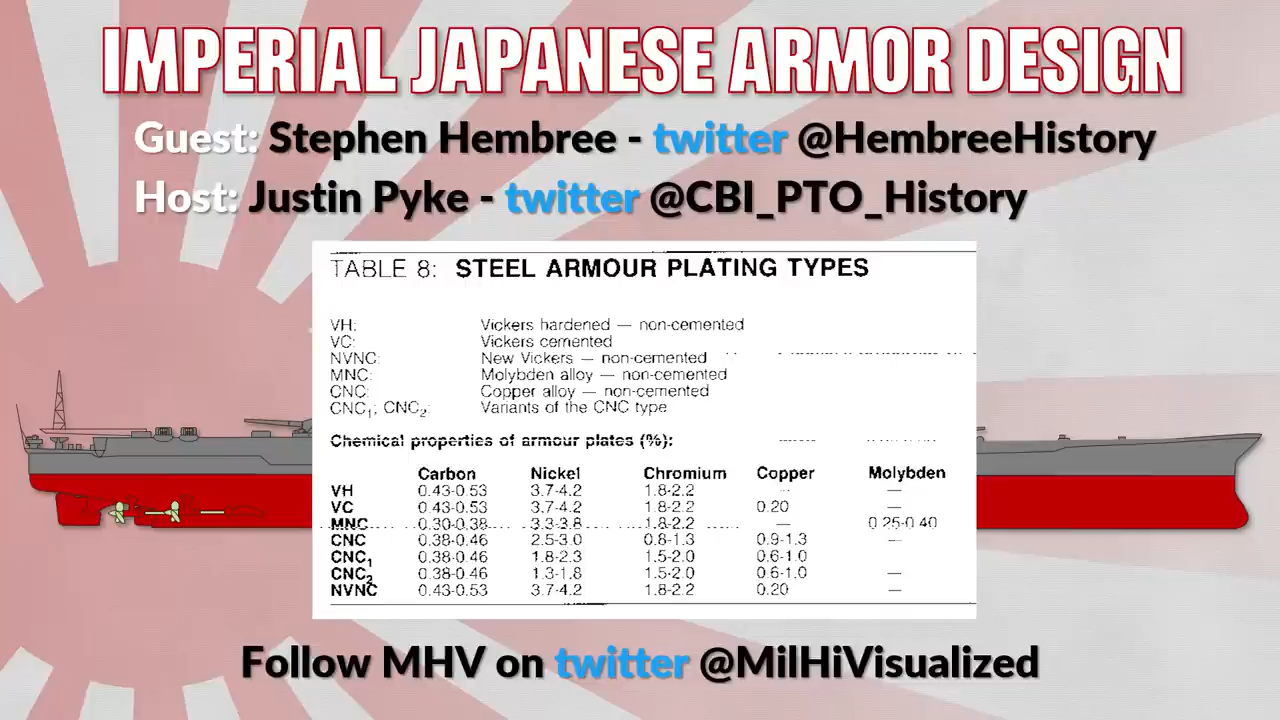 IMPERIAL JAPANESE ARMOR DESIGN
Guest: Stephen Hembree - twitter @HembreeHistory
Host: Justin Pyke - twitter @CBI_PTO_History
TABLE 8: STEEL ARMOUR PLATING TYPES
VH: Vickers hardened — non-cemented
VC: Vickers cemented
NVNC: New Vickers — non-cemented
MNC: Molybden alloy — non-cemented
CNC: Copper alloy — non-cemented
CNC₁; CNC₂: Variants of the CNC type
Chemical properties of armour plates (%):
Carbon Nickel Chromium Copper Molybden
VH 0.43-0.53 3.7-4.2 1.8-2.2 — —
VC 0.43-0.53 3.7-4.2 1.8-2.2 0.20
MNC 0.30-0.38 3.3-3.8 1.8-2.2 — 0.25-0.40
CNC 0.38-0.46 2.5-3.0 0.8-1.3 0.9-1.3 —
CNC₁ 0.38-0.46 1.8-2.3 1.5-2.0 0.6-1.0
CNC₂ 0.38-0.46 1.3-1.8 1.5-2.0 0.6-1.0 —
NVNC 0.43-0.53 3.7-4.2 1.8-2.2 0.20 —
Follow MHV on twitter @MilHiVisualized